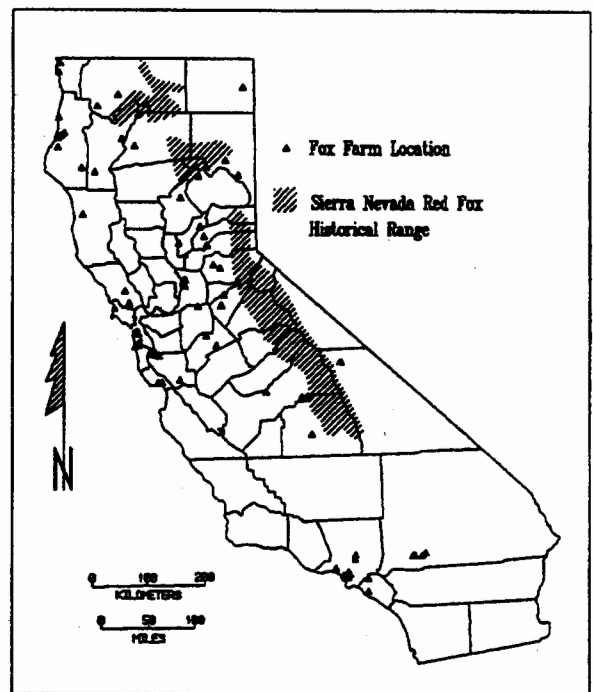 Fox Farm Location
Sierra Nevada Red Fox
Historical Range
N
0 100 200
KILOMETERS
0 50 100
MILES